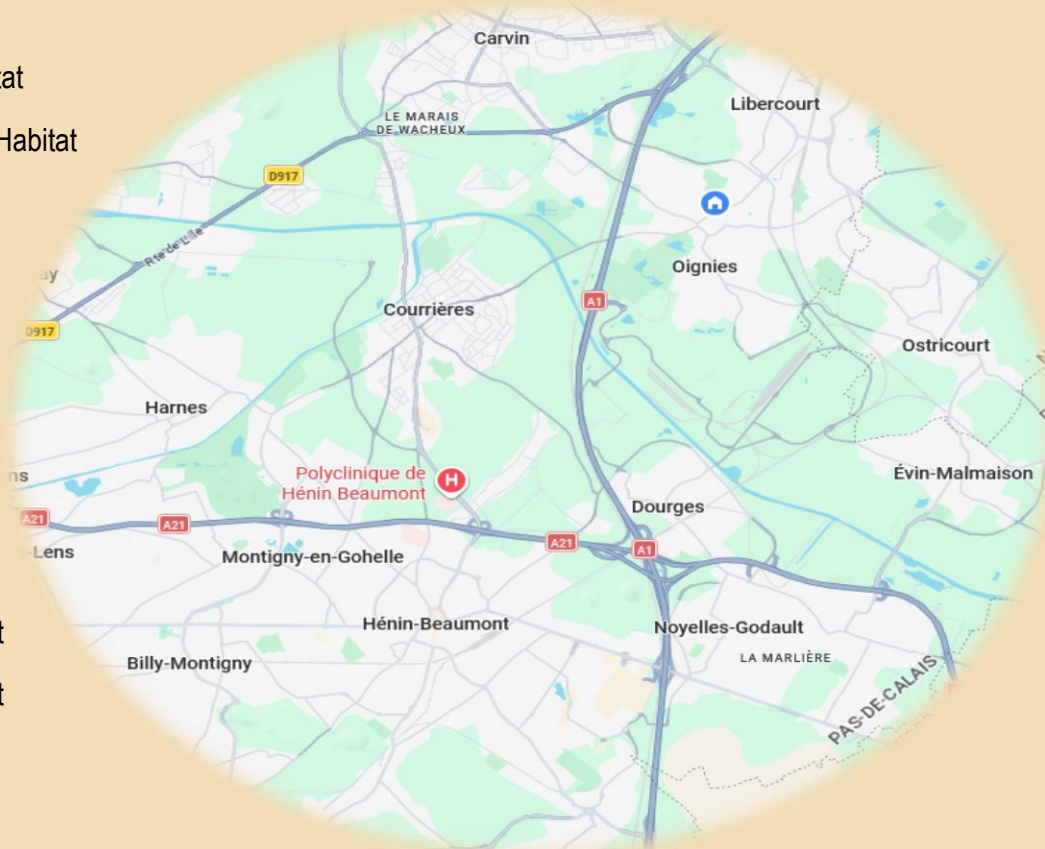 Carvin
tat
Habitat
Libercourt
LE MARAIS
DE WACHEUX
D917
Rte de Lille
Oignies
ay
A1
Courrières
D917
Ostricourt
Harnes
Polyclinique de
Hénin Beaumont
H
Évin-Malmaison
ns
Dourges
A21
A21
A21
A1
-Lens
Montigny-en-Gohelle
Hénin-Beaumont
Noyelles-Godault
t
LA MARLIÈRE
Billy-Montigny
PAS-DE-CALAIS
t